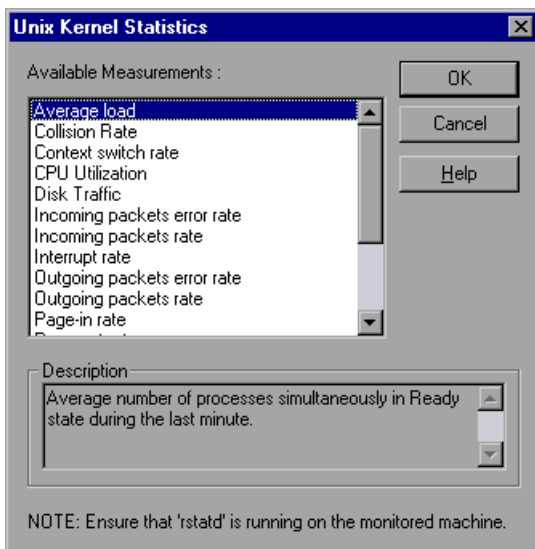 Unix Kernel Statistics
Available Measurements :
OK
Average load
Collision Rate
Cancel
Context switch rate
CPU Utilization
Help
Disk Traffic
Incoming packets error rate
Incoming packets rate
Interrupt rate
Outgoing packets error rate
Outgoing packets rate
Page-in rate
Description
Average number of processes simultaneously in Ready
state during the last minute.
NOTE: Ensure that 'rstatd' is running on the monitored machine.